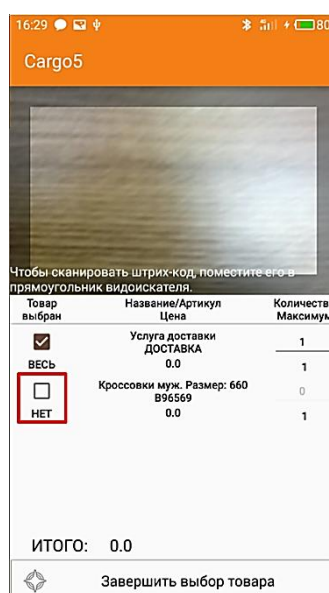 16:29 80
Cargo5
Чтобы сканировать штрих-код, поместите его в
прямоугольник видоискателя.
Товар Название/Артикул Количеств
выбран Цена Максимум
Услуга доставки
ДОСТАВКА 1
ВЕСЬ 0.0 1
Кроссовки муж. Размер: 660
B96569 0
НЕТ 0.0 1
ИТОГО: 0.0
Завершить выбор товара